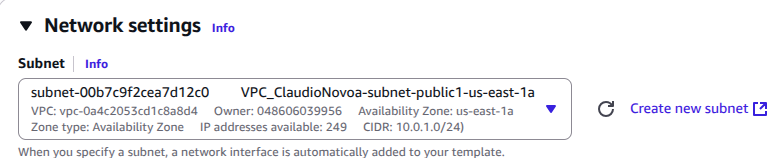 Network settings Info
Subnet Info
subnet-00b7c9f2cea7d12c0 VPC_ClaudioNovoa-subnet-public1-us-east-1a
VPC: vpc-0a4c2053cd1c8a8d4 Owner: 048606039956 Availability Zone: us-east-1a
Zone type: Availability Zone IP addresses available: 249 CIDR: 10.0.1.0/24)
Create new subnet
When you specify a subnet, a network interface is automatically added to your template.